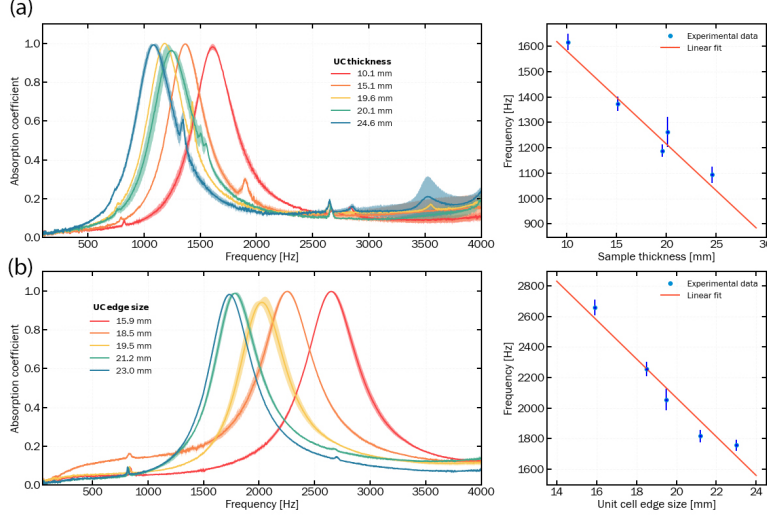 (a)
Absorption coefficient
1.0
0.8
0.6
0.4
0.2
0.0
500
1000
1500
2000
2500
3000
3500
4000
Frequency [Hz]
UC thickness
10.1 mm
15.1 mm
19.6 mm
20.1 mm
24.6 mm
Frequency [Hz]
1600
1500
1400
1300
1200
1100
1000
900
10
15
20
25
30
Sample thickness [mm]
Experimental data
Linear fit
(b)
Absorption coefficient
1.0
0.8
0.6
0.4
0.2
0.0
500
1000
1500
2000
2500
3000
3500
4000
Frequency [Hz]
UC edge size
15.9 mm
18.5 mm
19.5 mm
21.2 mm
23.0 mm
Frequency [Hz]
2800
2600
2400
2200
2000
1800
1600
14
16
18
20
22
24
Unit cell edge size [mm]
Experimental data
Linear fit